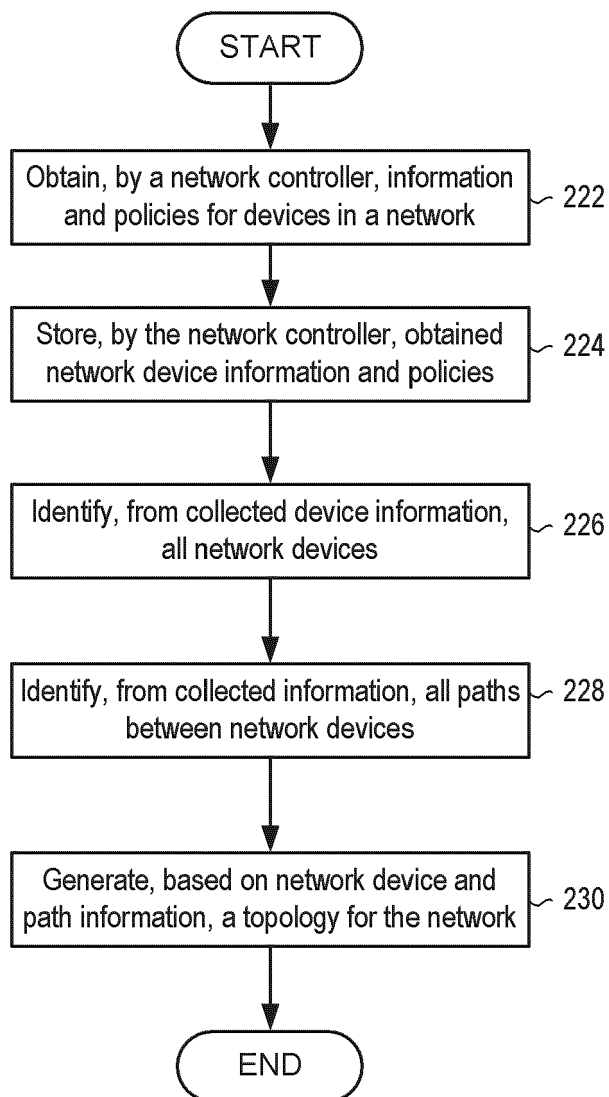 START
Obtain, by a network controller, information
and policies for devices in a network
222
Store, by the network controller, obtained
network device information and policies
224
Identify, from collected device information,
all network devices
226
Identify, from collected information, all paths
between network devices
228
Generate, based on network device and
path information, a topology for the network
230
END